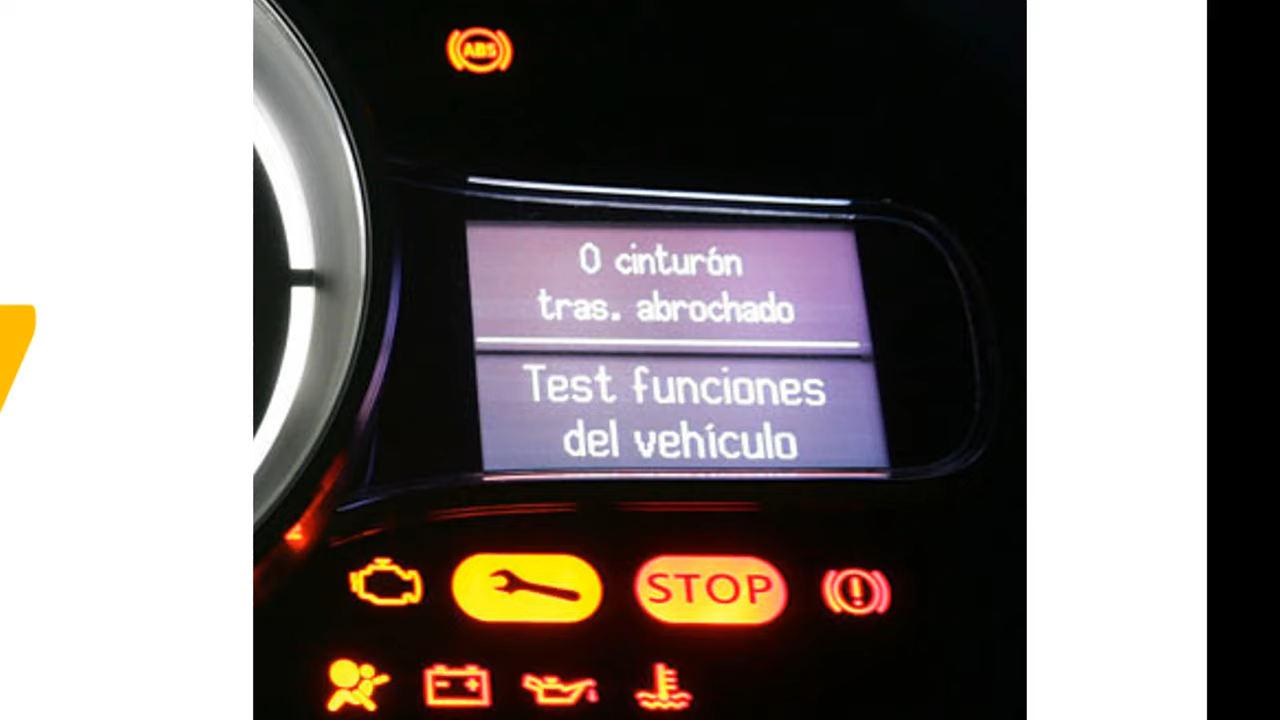 ABS
0 cinturón
tras. abrochado
Test funciones
del vehículo
STOP